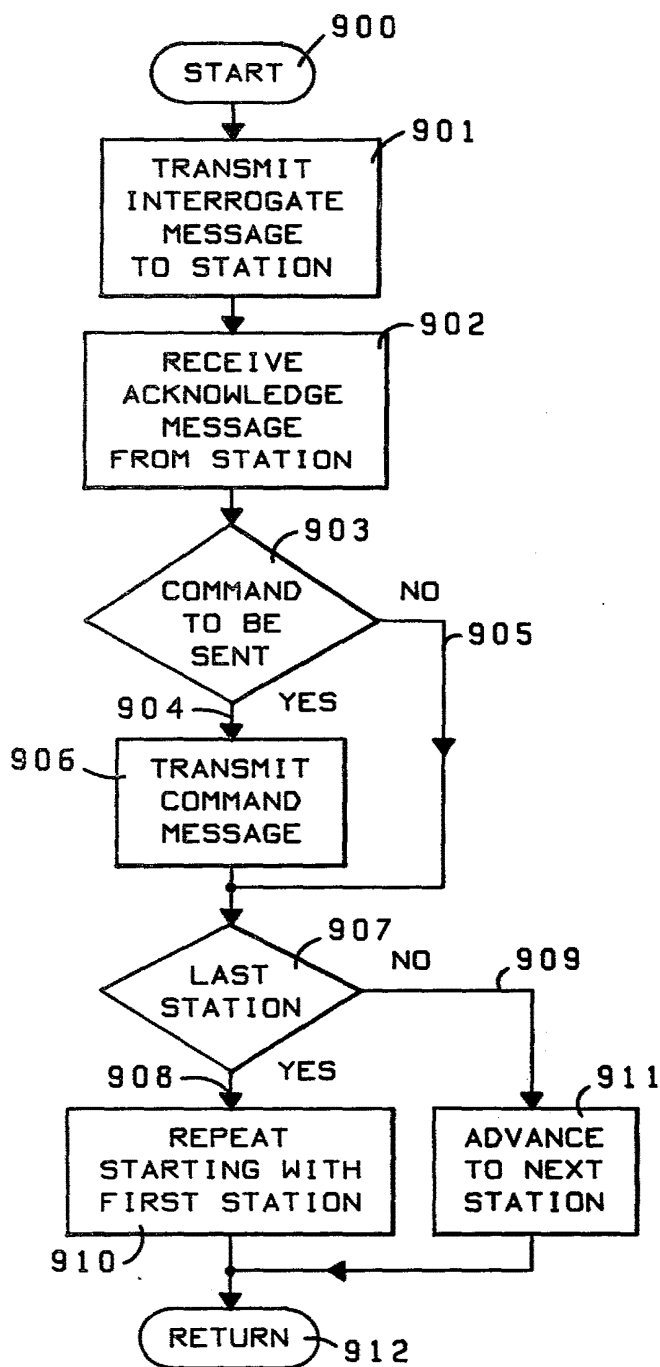 900
START
901
TRANSMIT
INTERROGATE
MESSAGE
TO STATION
902
RECEIVE
ACKNOWLEDGE
MESSAGE
FROM STATION
903
COMMAND
TO BE
SENT
NO
905
904
YES
906
TRANSMIT
COMMAND
MESSAGE
907
LAST
STATION
NO
909
908
YES
911
REPEAT
STARTING WITH
FIRST STATION
ADVANCE
TO NEXT
STATION
910
RETURN
912